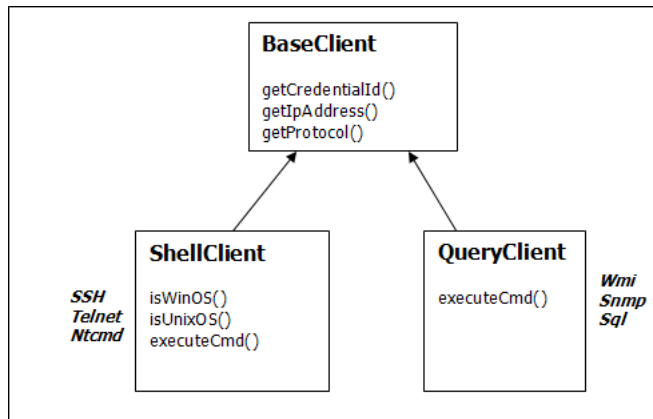 BaseClient
getCredentialId()
getIpAddress()
getProtocol()
ShellClient
isWinOS()
isUnixOS()
executeCmd()
SSH
Telnet
Ntcmd
QueryClient
executeCmd()
Wmi
Snmp
Sql